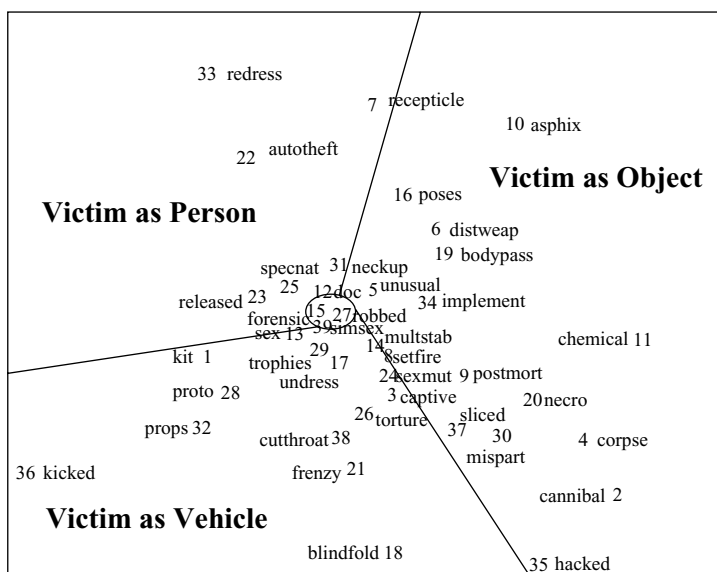 33 redress
7 recepticle
10 asphix
22 autotheft
16 poses
Victim as Object
Victim as Person
6 distweap
19 bodypass
specnat 31 neckup
25 12 doc 5 unusual
released 23 34 implement
forensic 15 27 robbed
39 simsex
sex 13 14 multstab
chemical 11
kit 1 trophies 29 17 8 setfire
undress 24 sexmut 9 postmort
proto 28 3 captive 20 necro
26 torture 37 sliced
props 32 cutthroat 38 30 4 corpse
mispart
36 kicked frenzy 21
cannibal 2
Victim as Vehicle
blindfold 18
35 hacked